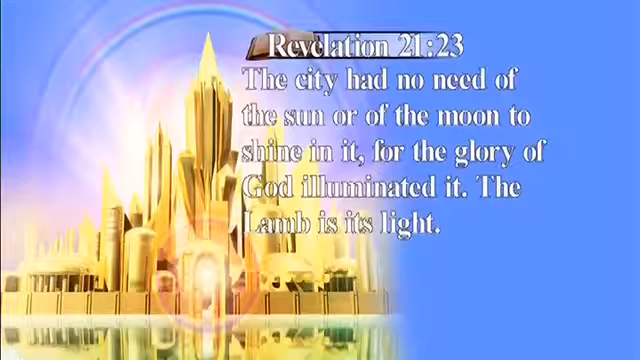 Revelation 21:23
The city had no need of
the sun or of the moon to
shine in it, for the glory of
God illuminated it. The
Lamb is its light.